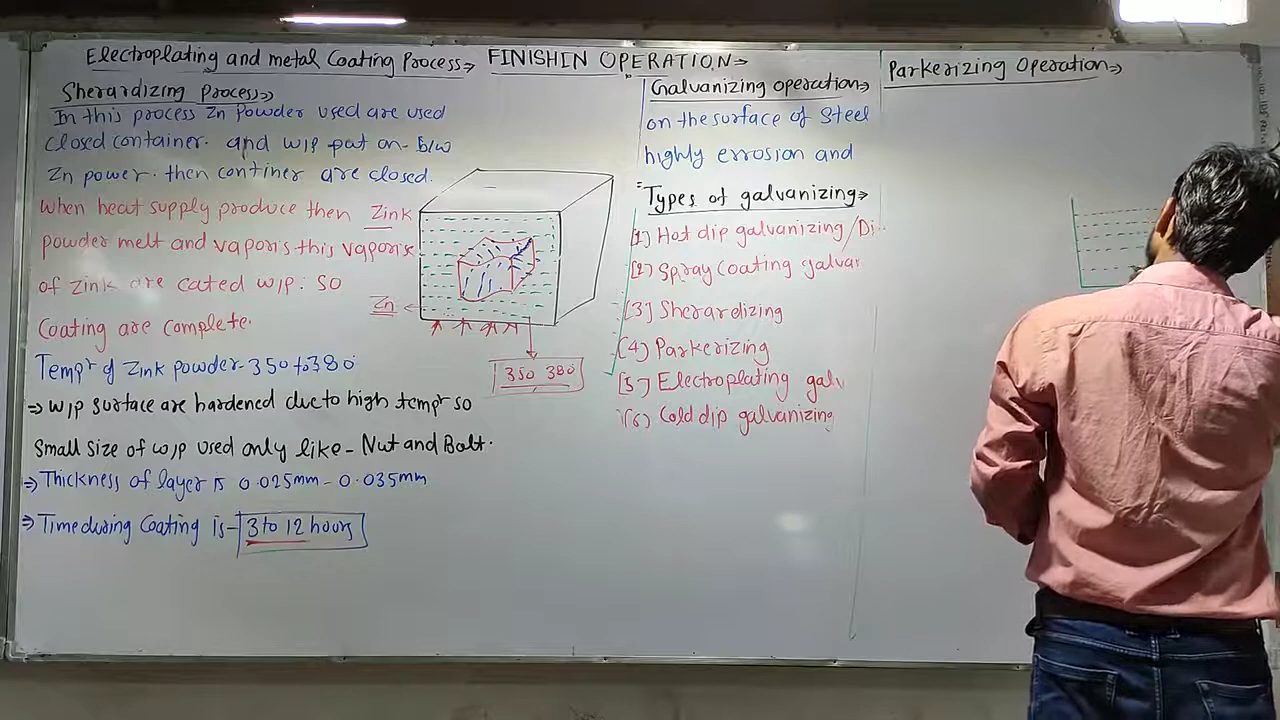 Electroplating and metal Coating Process⇒ FINISHIN OPERATION⇒
Sherardizing Process⇒
In this process Zn Powder used are used
closed container. and w/p put on b/w
Zn power. then continer are closed.
When heat supply produce then Zink
powder melt and vaporis this vaporise
of zink are cated w/p. so
Coating are complete.
Tempr of Zink powder-350 to 380
⇒ w/p surface are hardened due to high tempr so
Small size of w/p used only like- Nut and Bolt.
⇒ Thickness of layer is 0.025mm - 0.035mm
⇒ Time during Coating is- 3 to 12 hours
Zn
350 380
Galvanizing operation⇒
on the surface of steel
highly errosion and
Types of galvanizing⇒
[1] Hot dip galvanizing/Di
[2] Spray Coating galvan
[3] Sherardizing
[4] Parkerizing
[5] Electroplating galv
[6] Cold dip galvanizing
Parkerizing Operation⇒